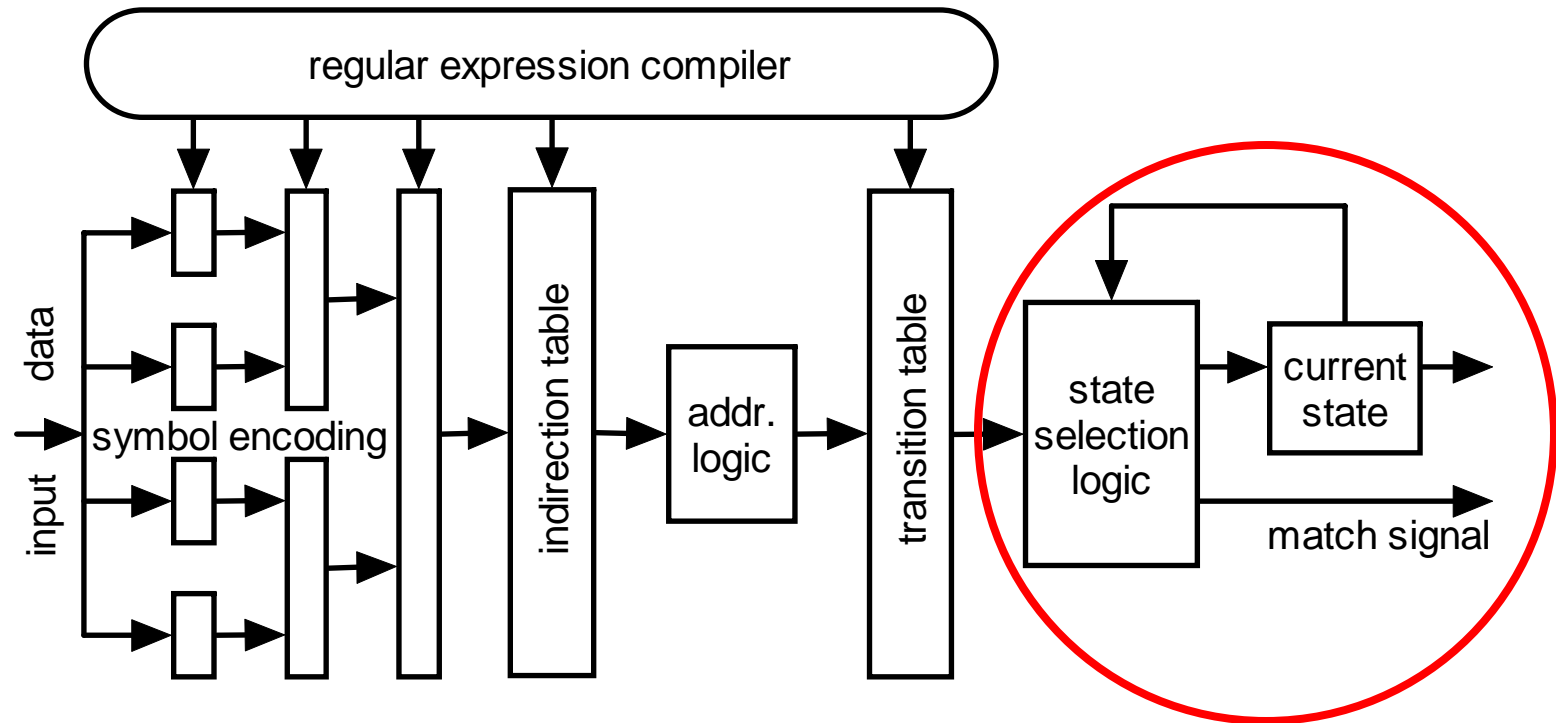 regular expression compiler
input data
symbol encoding
indirection table
addr.
logic
transition table
state
selection
logic
current
state
match signal